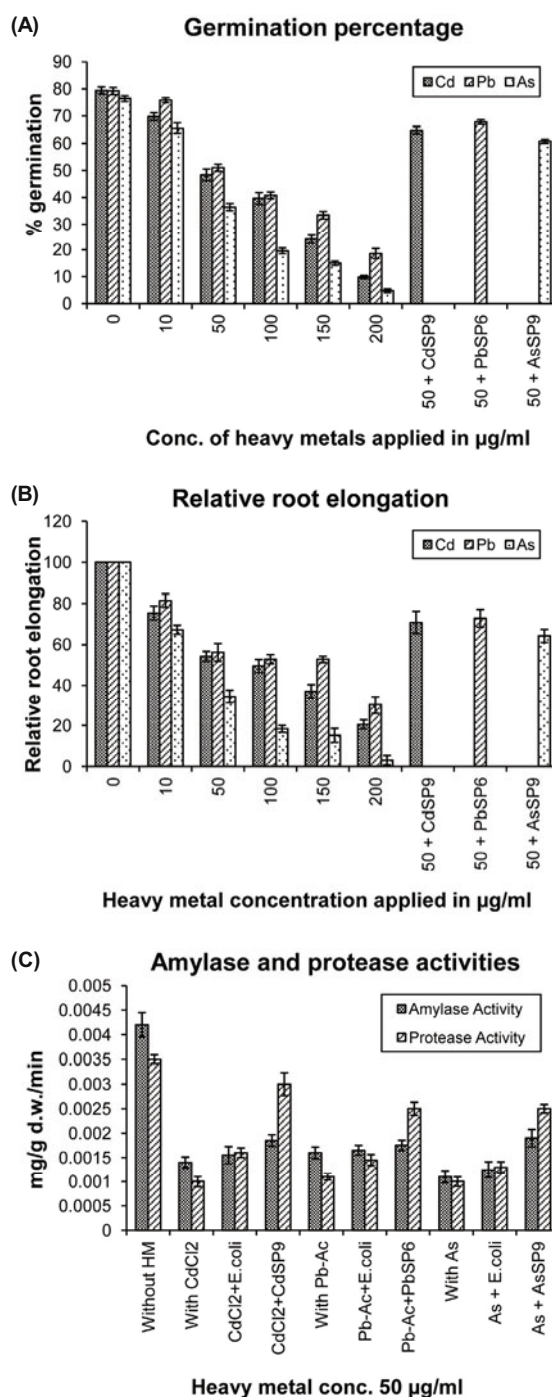 (A)
Germination percentage
% germination
90
80
70
60
50
40
30
20
10
0
Cd Pb As
0 10 50 100 150 200 50 + CdSP9 50 + PbSP6 50 + AsSP9
Conc. of heavy metals applied in µg/ml
(B)
Relative root elongation
Relative root elongation
120
100
80
60
40
20
0
Cd Pb As
0 10 50 100 150 200 50 + CdSP9 50 + PbSP6 50 + AsSP9
Heavy metal concentration applied in µg/ml
(C)
Amylase and protease activities
mg/g d.w./min
0.005
0.0045
0.004
0.0035
0.003
0.0025
0.002
0.0015
0.001
0.0005
0
Amylase Activity
Protease Activity
Without HM With CdCl2 CdCl2+E.coli CdCl2+CdSP9 With Pb-Ac Pb-Ac+E.coli Pb-Ac+PbSP6 With As As + E.coli As + AsSP9
Heavy metal conc. 50 µg/ml